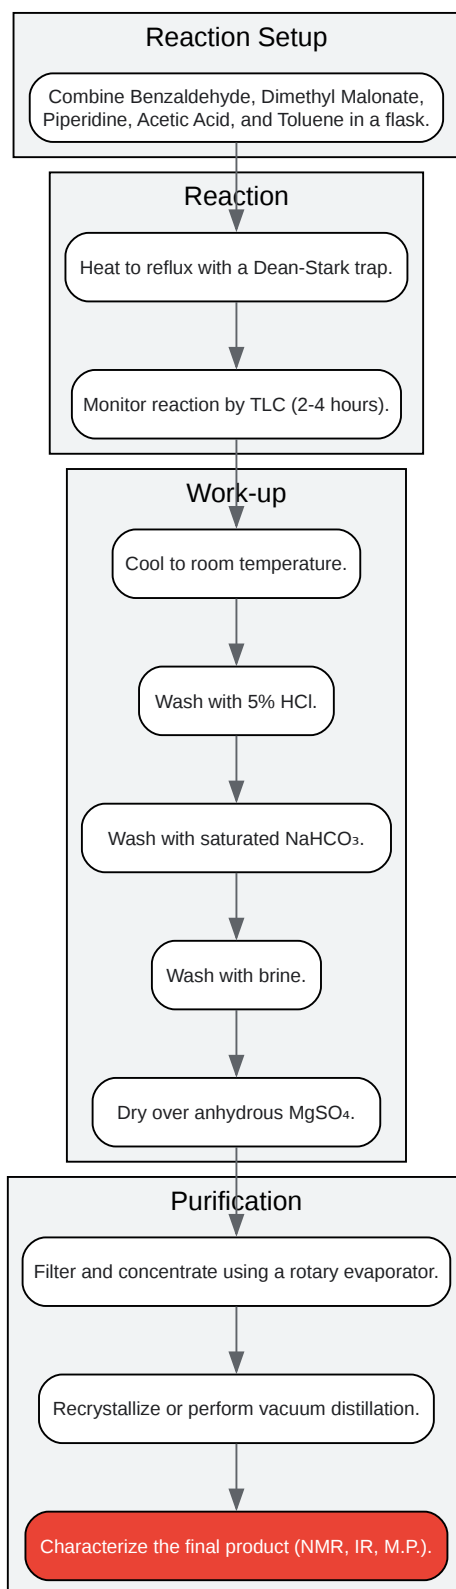 Reaction Setup
Combine Benzaldehyde, Dimethyl Malonate,
Piperidine, Acetic Acid, and Toluene in a flask.
Reaction
Heat to reflux with a Dean-Stark trap.
Monitor reaction by TLC (2-4 hours).
Work-up
Cool to room temperature.
Wash with 5% HCl.
Wash with saturated NaHCO₃.
Wash with brine.
Dry over anhydrous MgSO₄.
Purification
Filter and concentrate using a rotary evaporator.
Recrystallize or perform vacuum distillation.
Characterize the final product (NMR, IR, M.P.).